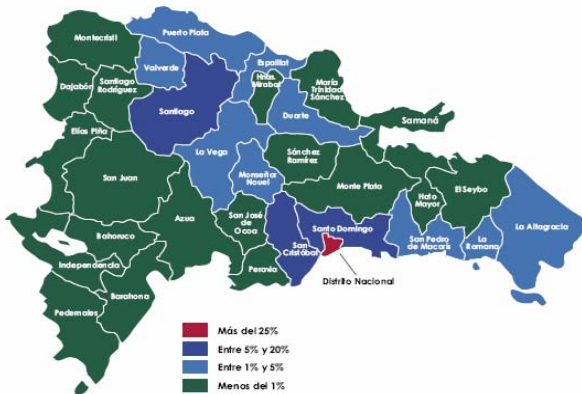 Montecristi
Puerto Plata
Valverde
Espaillat
Hnas.
Mirabal
María
Trinidad
Sánchez
Dajabón
Santiago
Rodríguez
Santiago
Duarte
Samaná
Elías Piña
La Vega
Sánchez
Ramírez
San Juan
Monseñor
Nouel
Monte Plata
Hato
Mayor
El Seybo
Azua
San José
de
Ocoa
Santo Domingo
San
Cristóbal
San Pedro
de Macorís
La
Romana
La Altagracia
Bahoruco
Independencia
Peravia
Distrito Nacional
Barahona
Pedernales
Más del 25%
Entre 5% y 20%
Entre 1% y 5%
Menos del 1%